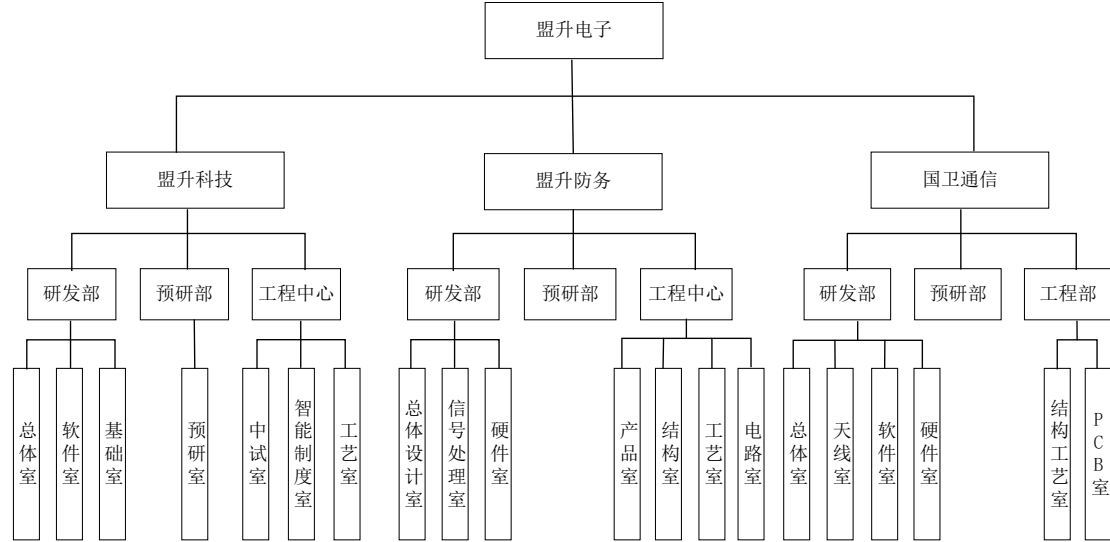 盟升电子
盟升科技
盟升防务
国卫通信
研发部
预研部
工程中心
研发部
预研部
工程中心
研发部
预研部
工程部
总体室
软件室
基础室
预研室
中试室
智能制度室
工艺室
总体设计室
信号处理室
硬件室
产品室
结构室
工艺室
电路室
总体室
天线室
软件室
硬件室
结构工艺室
PCB室